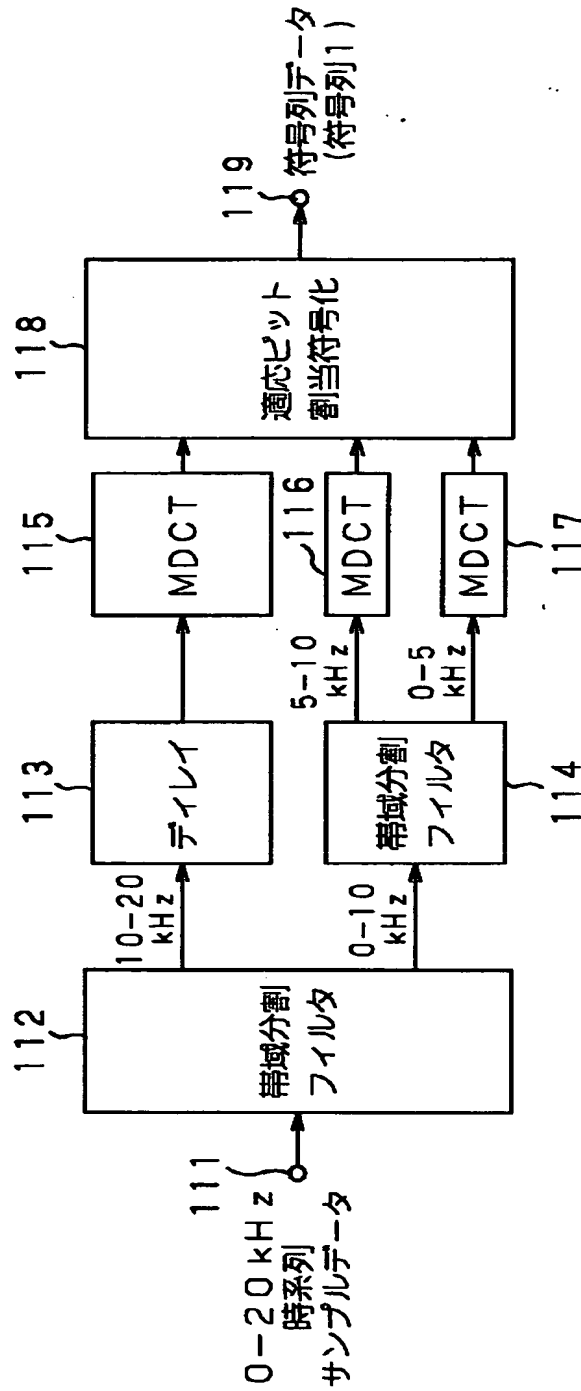 0-20kHz
時系列
サンプルデータ
111
112
帯域分割
フィルタ
10-20
kHz
0-10
kHz
113
ディレイ
114
帯域分割
フィルタ
5-10
kHz
0-5
kHz
115
MDCT
116
MDCT
117
MDCT
118
適応ビット
割当符号化
119
符号列データ
(符号列1)